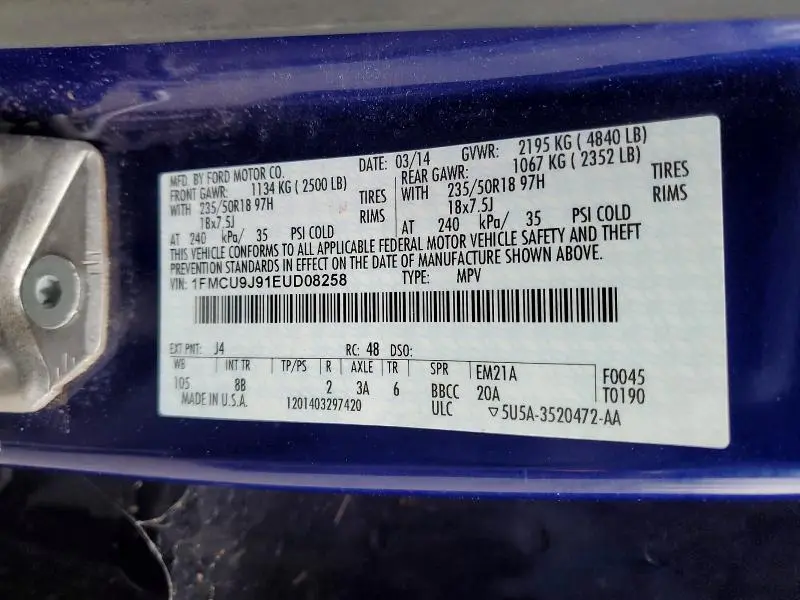 MFD. BY FORD MOTOR CO. DATE: 03/14 GVWR: 2195 KG ( 4840 LB)
FRONT GAWR: 1134 KG ( 2500 LB) REAR GAWR: 1067 KG ( 2352 LB)
WITH 235/50R18 97H TIRES WITH 235/50R18 97H TIRES
18x7.5J RIMS 18x7.5J RIMS
AT 240 kPa/ 35 PSI COLD AT 240 kPa/ 35 PSI COLD
THIS VEHICLE CONFORMS TO ALL APPLICABLE FEDERAL MOTOR VEHICLE SAFETY AND THEFT
PREVENTION STANDARDS IN EFFECT ON THE DATE OF MANUFACTURE SHOWN ABOVE.
VIN: 1FMCU9J91EUD08258 TYPE: MPV
EXT PNT: J4 RC: 48 DSO:
WB INT TR TP/PS R AXLE TR SPR EM21A F0045
105 8B 2 3A 6 BBCC 20A T0190
MADE IN U.S.A. 1201403297420 ULC ▽5U5A-3520472-AA